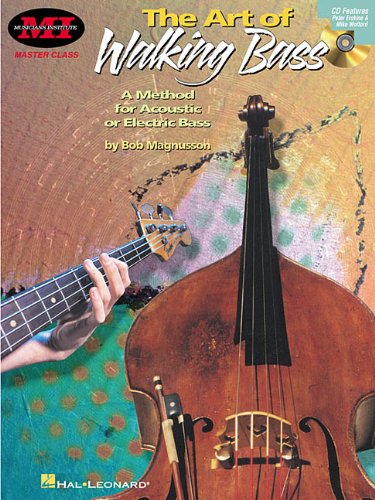 The Art of
Walking Bass
MI
MUSICIANS INSTITUTE
MASTER CLASS
CD Features
Peter Erskine &
Mike Wofford
A Method
for Acoustic
or Electric Bass
by Bob Magnusson
HAL•LEONARD®